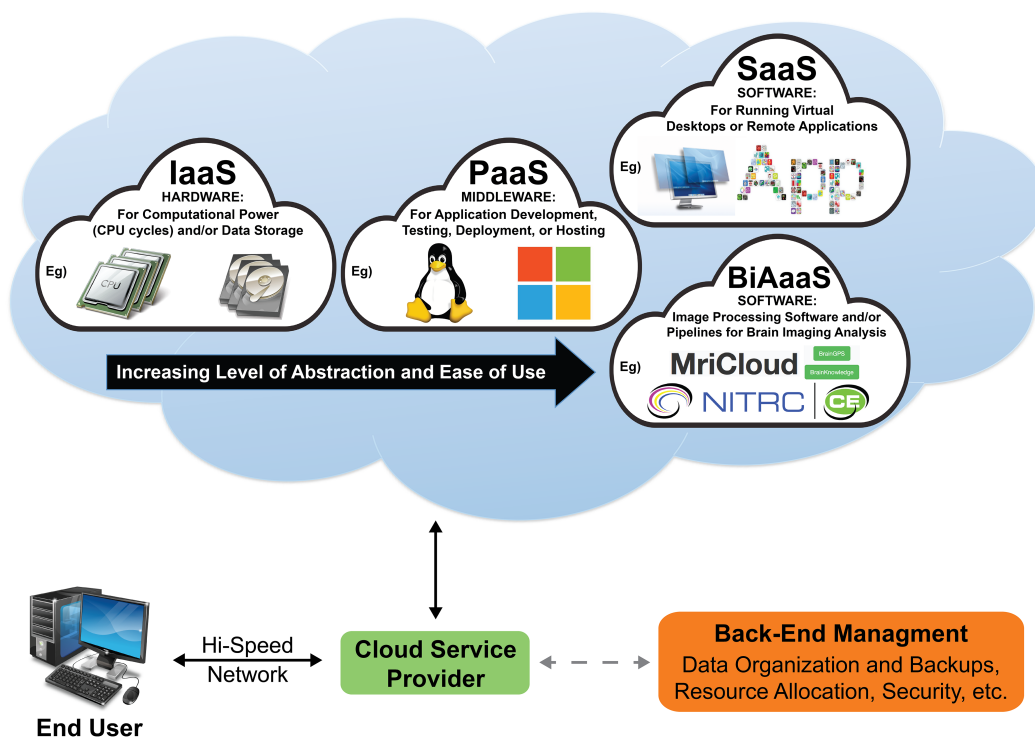 SaaS
SOFTWARE:
For Running Virtual
Desktops or Remote Applications
Eg)
App
IaaS
HARDWARE:
For Computational Power
(CPU cycles) and/or Data Storage
Eg)
CPU
PaaS
MIDDLEWARE:
For Application Development,
Testing, Deployment, or Hosting
Eg)
BiAaaS
SOFTWARE:
Image Processing Software and/or
Pipelines for Brain Imaging Analysis
Eg)
MriCloud
BrainGPS
BrainKnowledge
NITRC
CE
Increasing Level of Abstraction and Ease of Use
End User
Hi-Speed
Network
Cloud Service
Provider
Back-End Managment
Data Organization and Backups,
Resource Allocation, Security, etc.